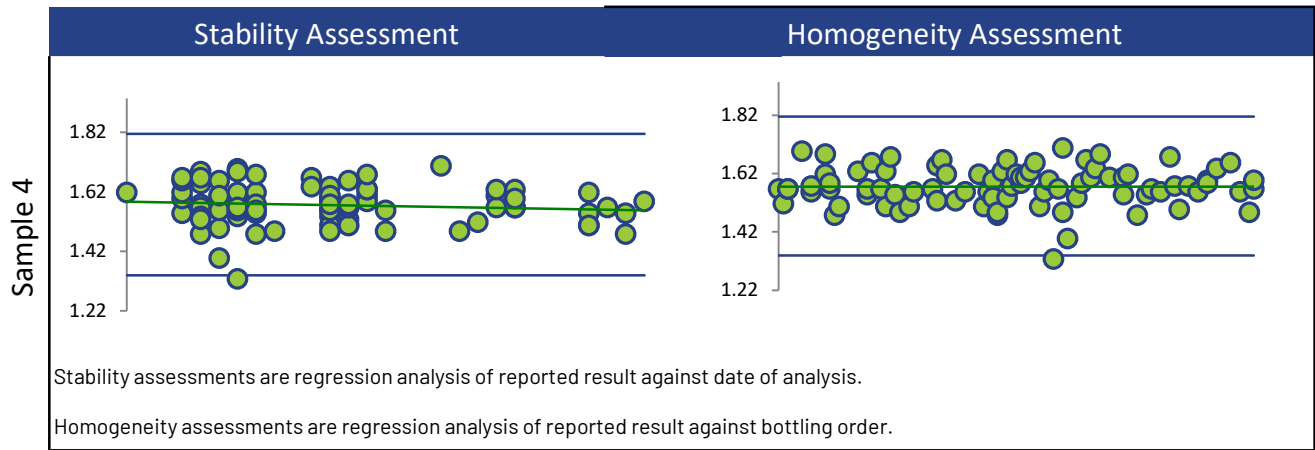 Stability Assessment
Homogeneity Assessment
Sample 4
1.82
1.62
1.42
1.22
1.82
1.62
1.42
1.22
Stability assessments are regression analysis of reported result against date of analysis.
Homogeneity assessments are regression analysis of reported result against bottling order.